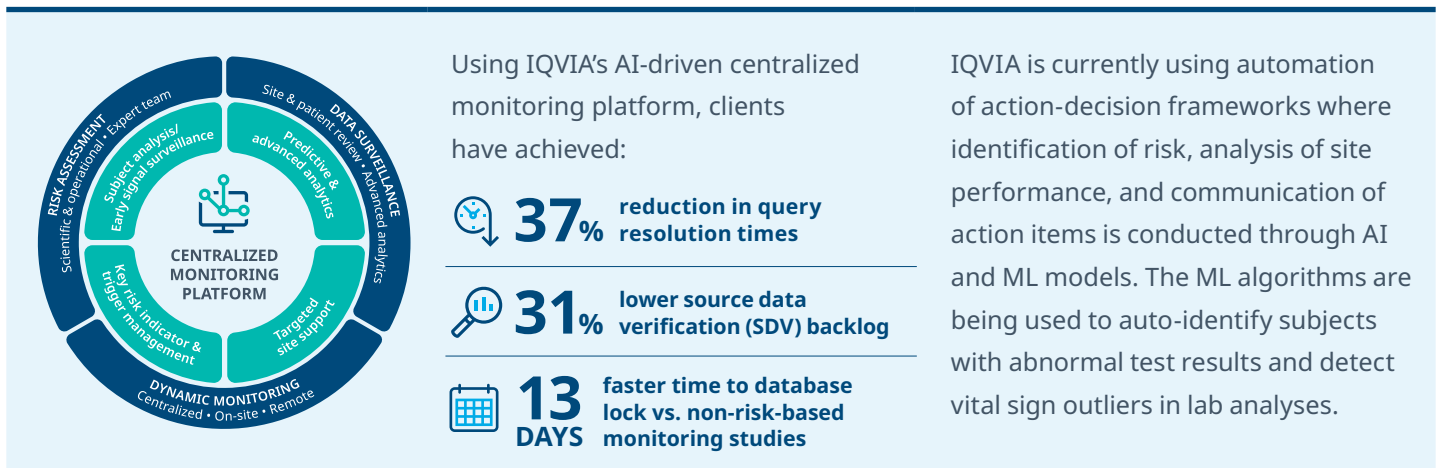 RISK ASSESSMENT
Scientific & operational • Expert team
DATA SURVEILLANCE
Site & patient review • Advanced analytics
DYNAMIC MONITORING
Centralized • On-site • Remote
Subject analysis/
Early signal surveillance
Predictive &
advanced analytics
Key risk indicator &
trigger management
Targeted
site support
CENTRALIZED
MONITORING
PLATFORM
Using IQVIA’s AI-driven centralized
monitoring platform, clients
have achieved:
37% reduction in query
resolution times
31% lower source data
verification (SDV) backlog
13
DAYS
faster time to database
lock vs. non-risk-based
monitoring studies
IQVIA is currently using automation
of action-decision frameworks where
identification of risk, analysis of site
performance, and communication of
action items is conducted through AI
and ML models. The ML algorithms are
being used to auto-identify subjects
with abnormal test results and detect
vital sign outliers in lab analyses.